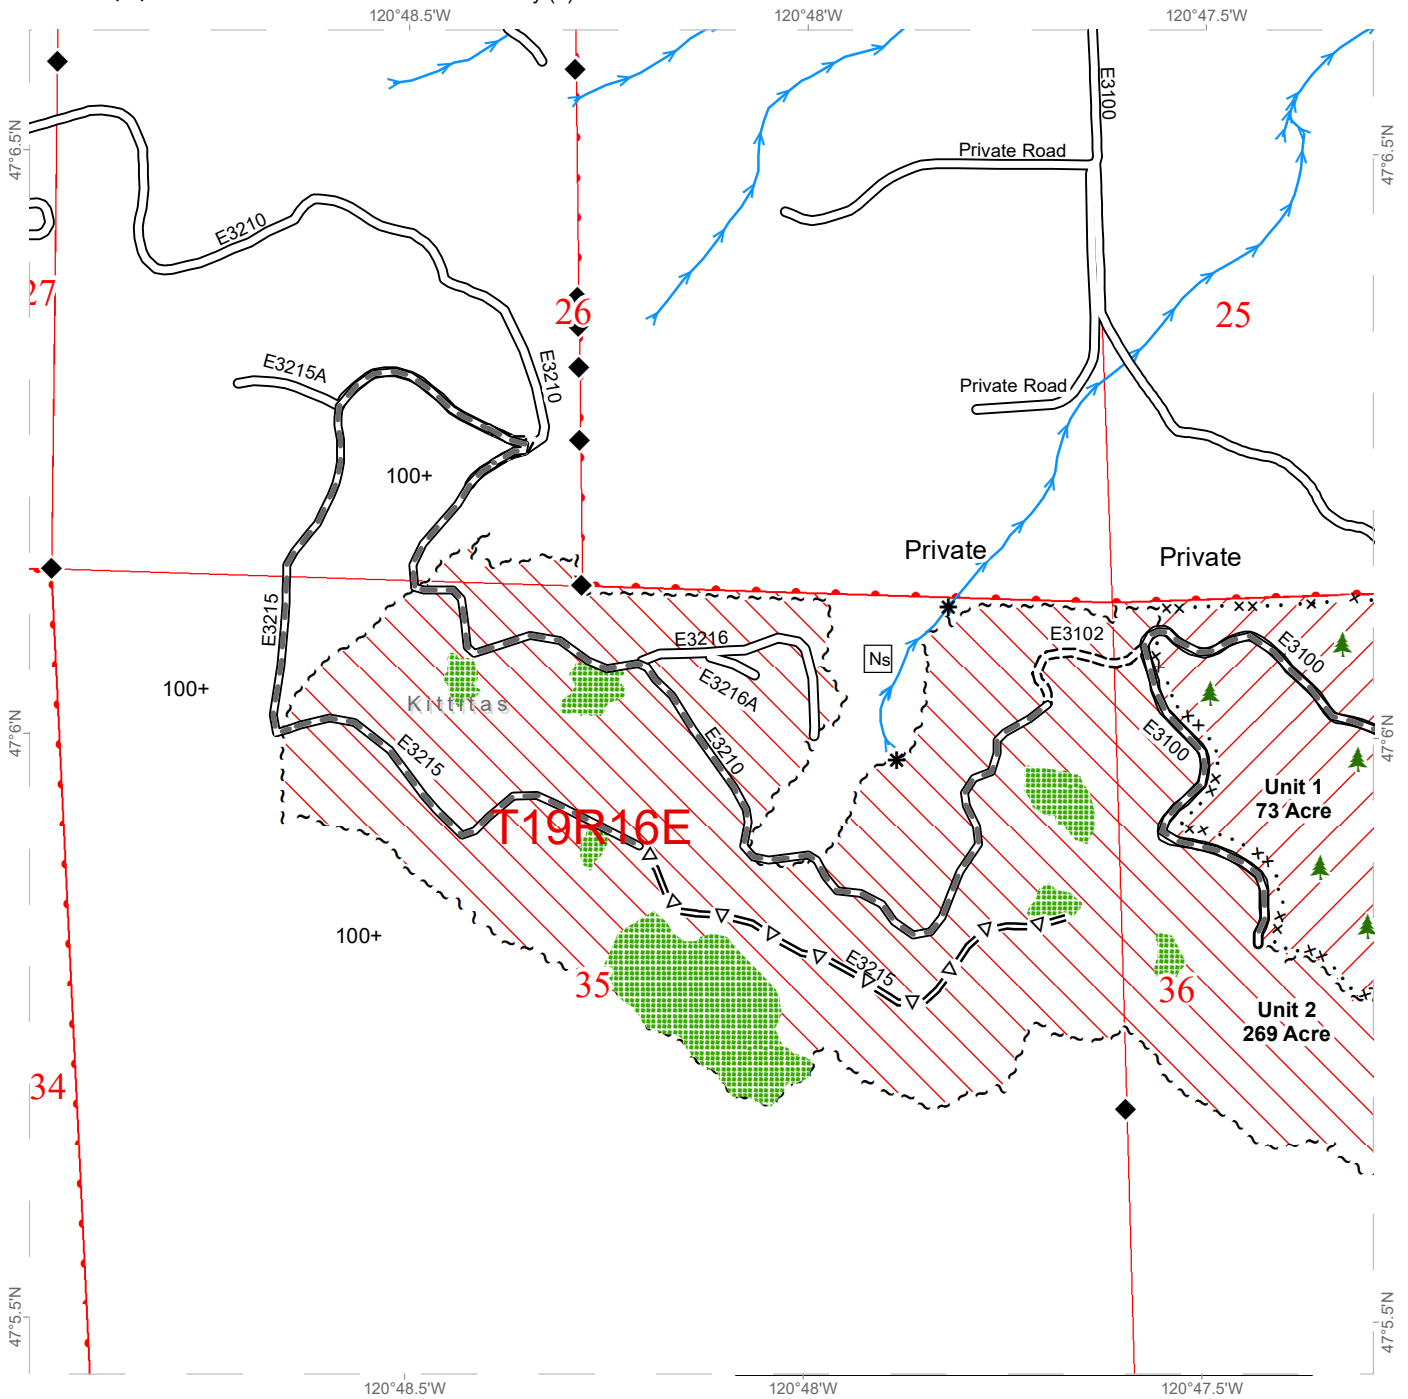 120°48.5'W
120°48'W
120°47.5'W
47°6.5'N
47°6.5'N
E3100
Private Road
E3210
27
26
25
E3215A
E3210
Private Road
100+
Private
Private
E3215
E3102
E3216
E3100
Ns
100+
E3216A
Kittitas
47°6'N
47°6'N
E3215
E3210
E3100
Unit 1
73 Acre
T19R16E
100+
E3215
35
36
Unit 2
269 Acre
34
47°5.5'N
47°5.5'N
120°48.5'W
120°48'W
120°47.5'W